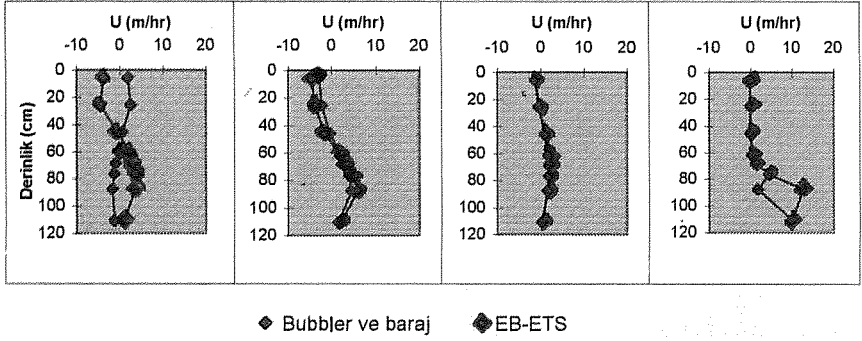 U (m/hr) U (m/hr) U (m/hr) U (m/hr)
-10 0 10 20 -10 0 10 20 -10 0 10 20 -10 0 10 20
Derinlik (cm)
0 0 0 0
20 20 20 20
40 40 40 40
60 60 60 60
80 80 80 80
100 100 100 100
120 120 120 120
Bubbler ve baraj EB-ETS